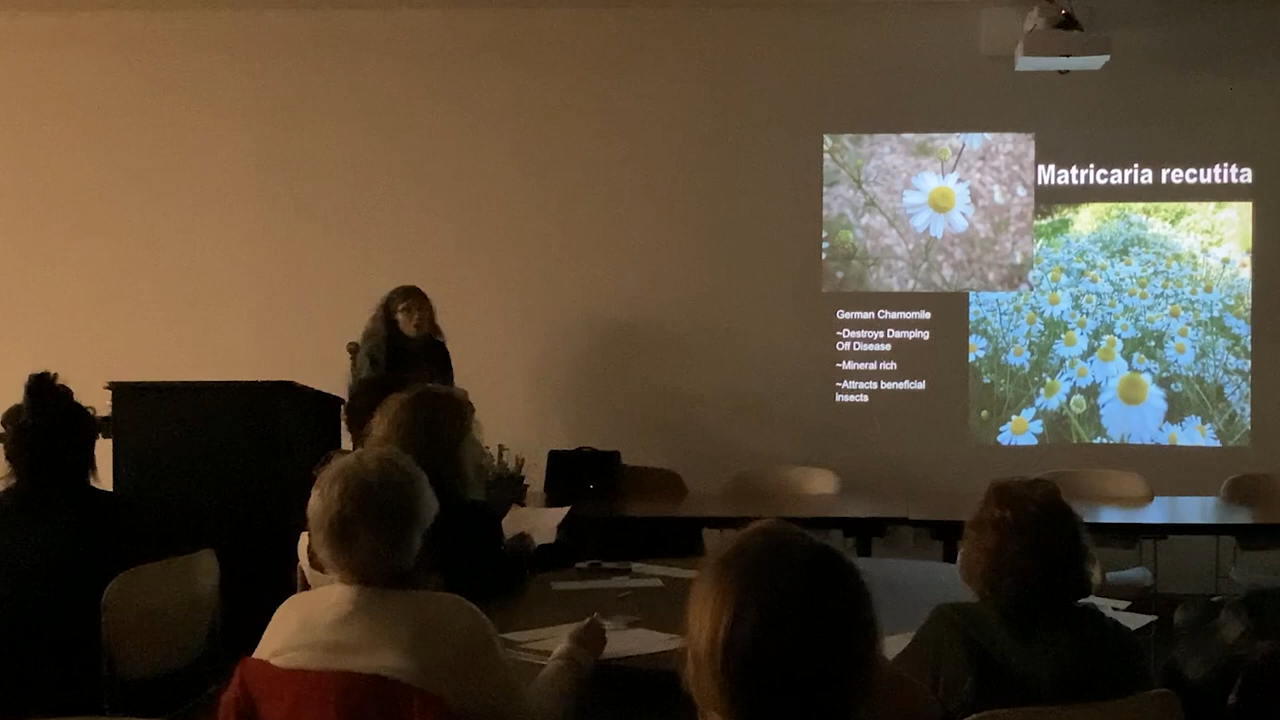 Matricaria recutita
German Chamomile
~Destroys Damping
Off Disease
~Mineral rich
~Attracts beneficial
insects